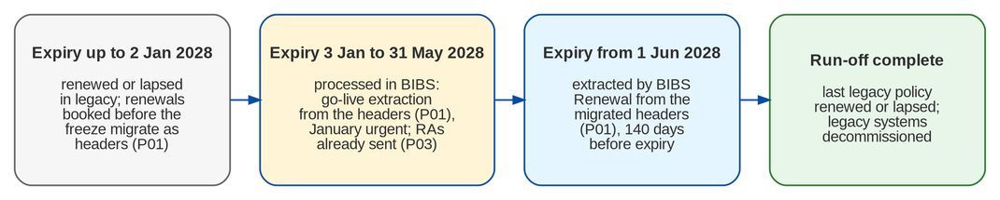 Expiry up to 2 Jan 2028
renewed or lapsed
in legacy; renewals
booked before the
freeze migrate as
headers (P01)
Expiry 3 Jan to 31 May 2028
processed in BIBS:
go-live extraction
from the headers (P01),
January urgent; RAs
already sent (P03)
Expiry from 1 Jun 2028
extracted by BIBS
Renewal from the
migrated headers
(P01), 140 days
before expiry
Run-off complete
last legacy policy
renewed or lapsed;
legacy systems
decommissioned